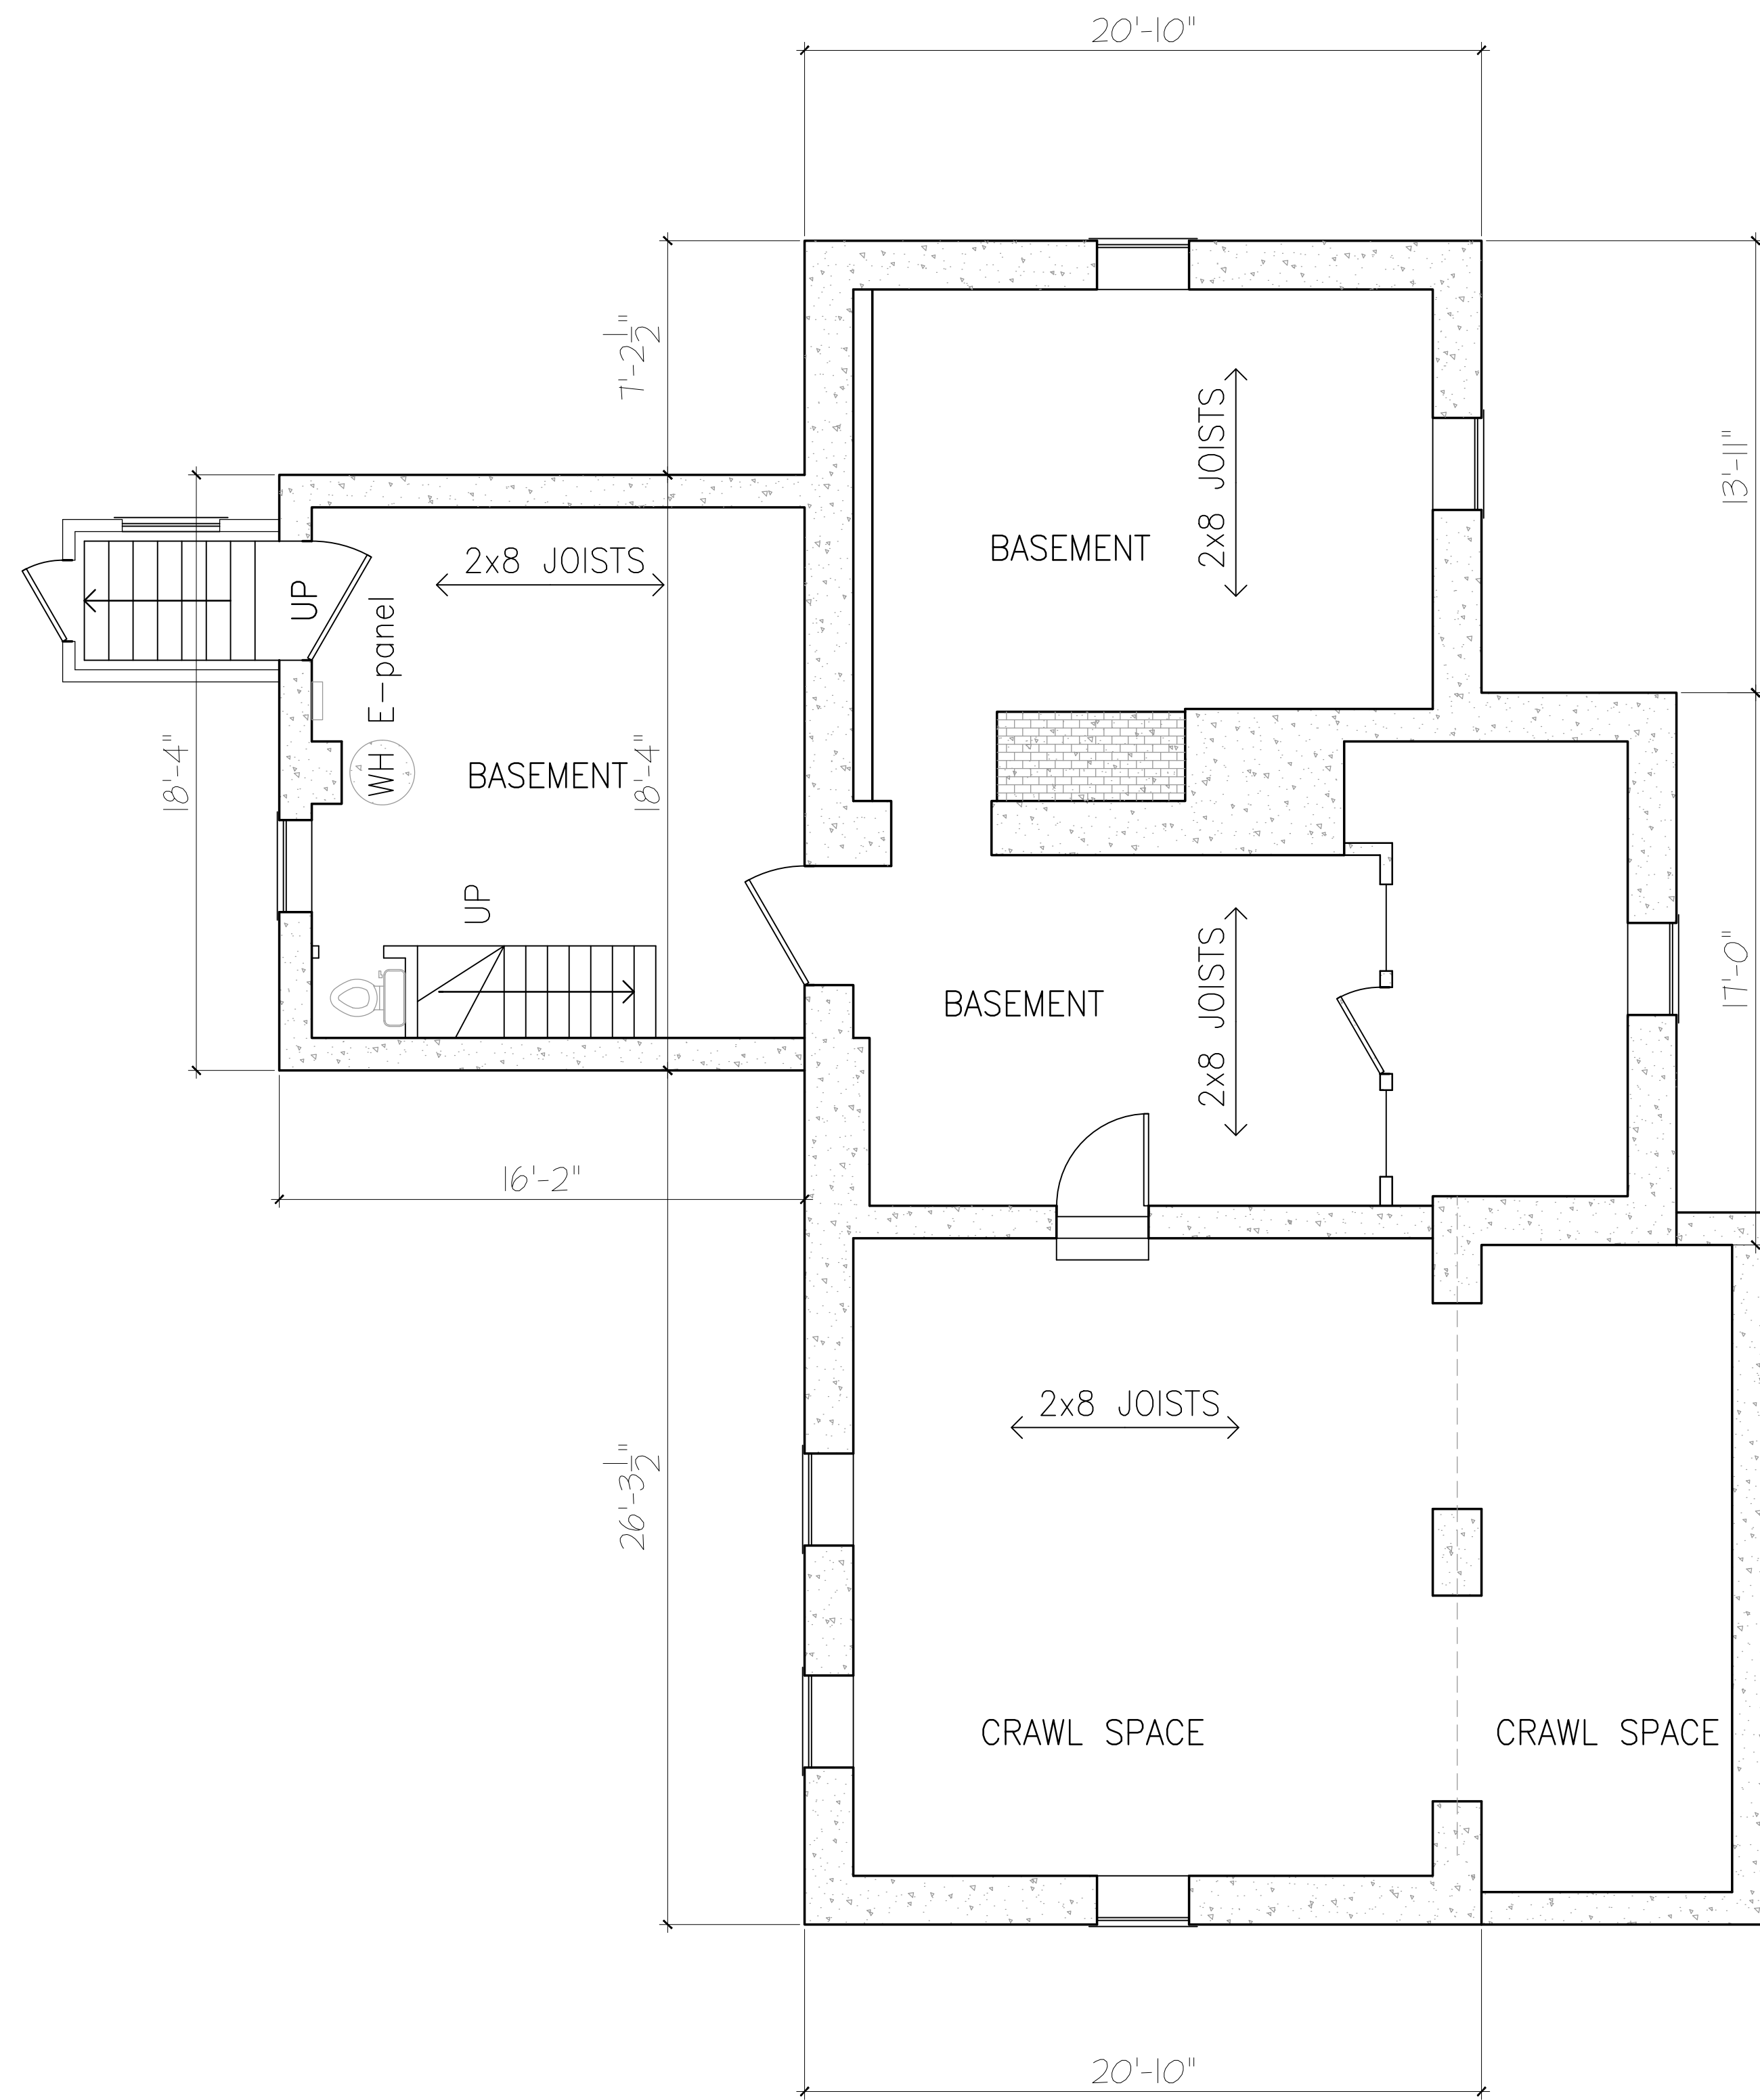 20'-10"
7'-2 1/2"
13'-11"
2x8 JOISTS
BASEMENT
2x8 JOISTS
UP
E-panel
18'-4"
WH
BASEMENT
18'-4"
UP
17'-0"
BASEMENT
2x8 JOISTS
16'-2"
2x8 JOISTS
26'-3 1/2"
CRAWL SPACE
CRAWL SPACE
20'-10"